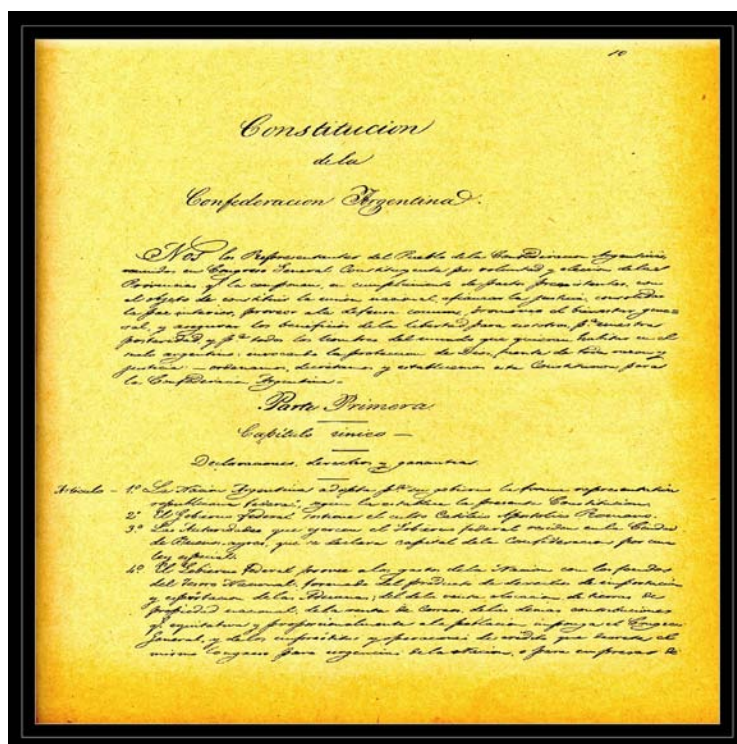 10
Constitucion
de la
Confederacion Argentina.
Nos los Representantes del Pueblo de la Confederacion Argentina,
reunidos en Congreso General Constituyente por voluntad y eleccion de las
Provincias qe. la componen, en cumplimiento de pactos preexistentes, con
el objeto de constituir la union nacional, afianzar la justicia, consolidar
la paz interior, proveer a la defensa comun, promover el bienestar gene-
ral, y asegurar los beneficios de la libertad para nosotros, pa. nuestra
posteridad y pa. todos los hombres del mundo que quieran habitar en el
suelo argentino: invocando la proteccion de Dios, fuente de toda razon y
justicia: ordenamos, decretamos y establecemos esta Constitucion para
la Confederacion Argentina.
Parte Primera
Capitulo unico —
Declaraciones, derechos y garantias
Articulo - 1º La Nacion Argentina adopta pa. su gobierno la forma representativa
republicana federal; segun la establece la presente Constitucion.
2º El Gobierno Federal sostiene el culto Catolico Apostolico Romano.
3º Las Autoridades que ejercen el Gobierno federal residen en la Ciudad
de Buenos-ayres, que se declara capital de la Confederacion por una
ley especial.
4º El Gobierno Federal provee a los gastos de la Nacion con los fondos
del Tesoro Nacional, formado del producto de derechos de importacion
y esportacion de las Aduanas; del de la venta o locacion de tierras de
propiedad nacional; de la renta de Correos, de las demas contribuciones
qe. equitativa y proporcionalmente a la poblacion imponga el Congreso
General, y de los emprestitos y operaciones de credito que decrete el
mismo Congreso para urgencias de la Nacion, o para empresas de